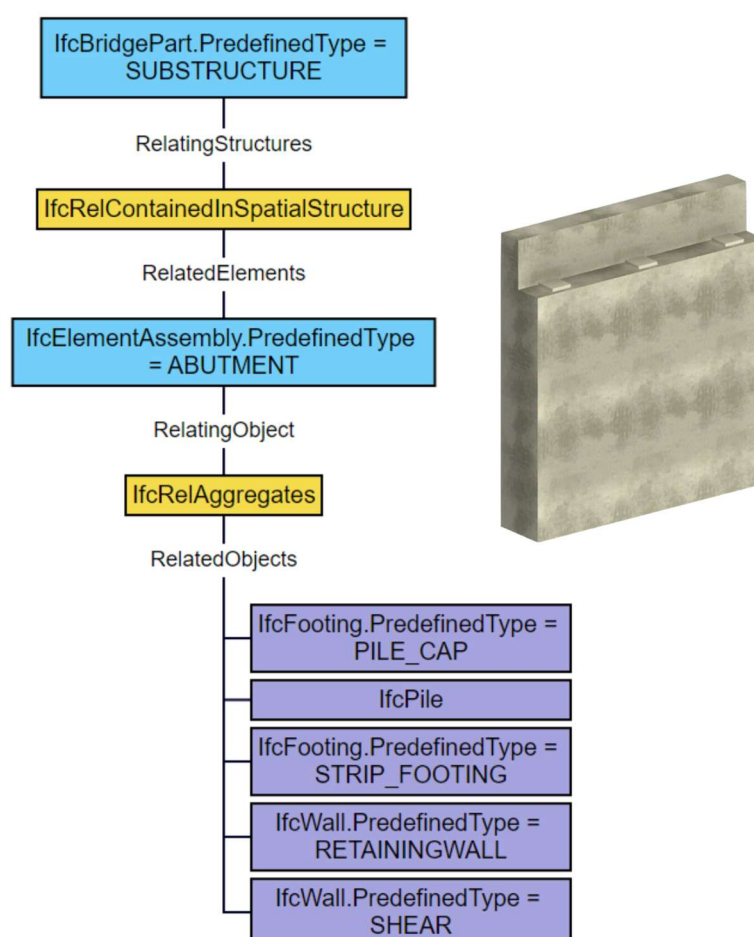 IfcBridgePart.PredefinedType =
SUBSTRUCTURE
RelatingStructures
IfcRelContainedInSpatialStructure
RelatedElements
IfcElementAssembly.PredefinedType
= ABUTMENT
RelatingObject
IfcRelAggregates
RelatedObjects
IfcFooting.PredefinedType =
PILE_CAP
IfcPile
IfcFooting.PredefinedType =
STRIP_FOOTING
IfcWall.PredefinedType =
RETAININGWALL
IfcWall.PredefinedType =
SHEAR